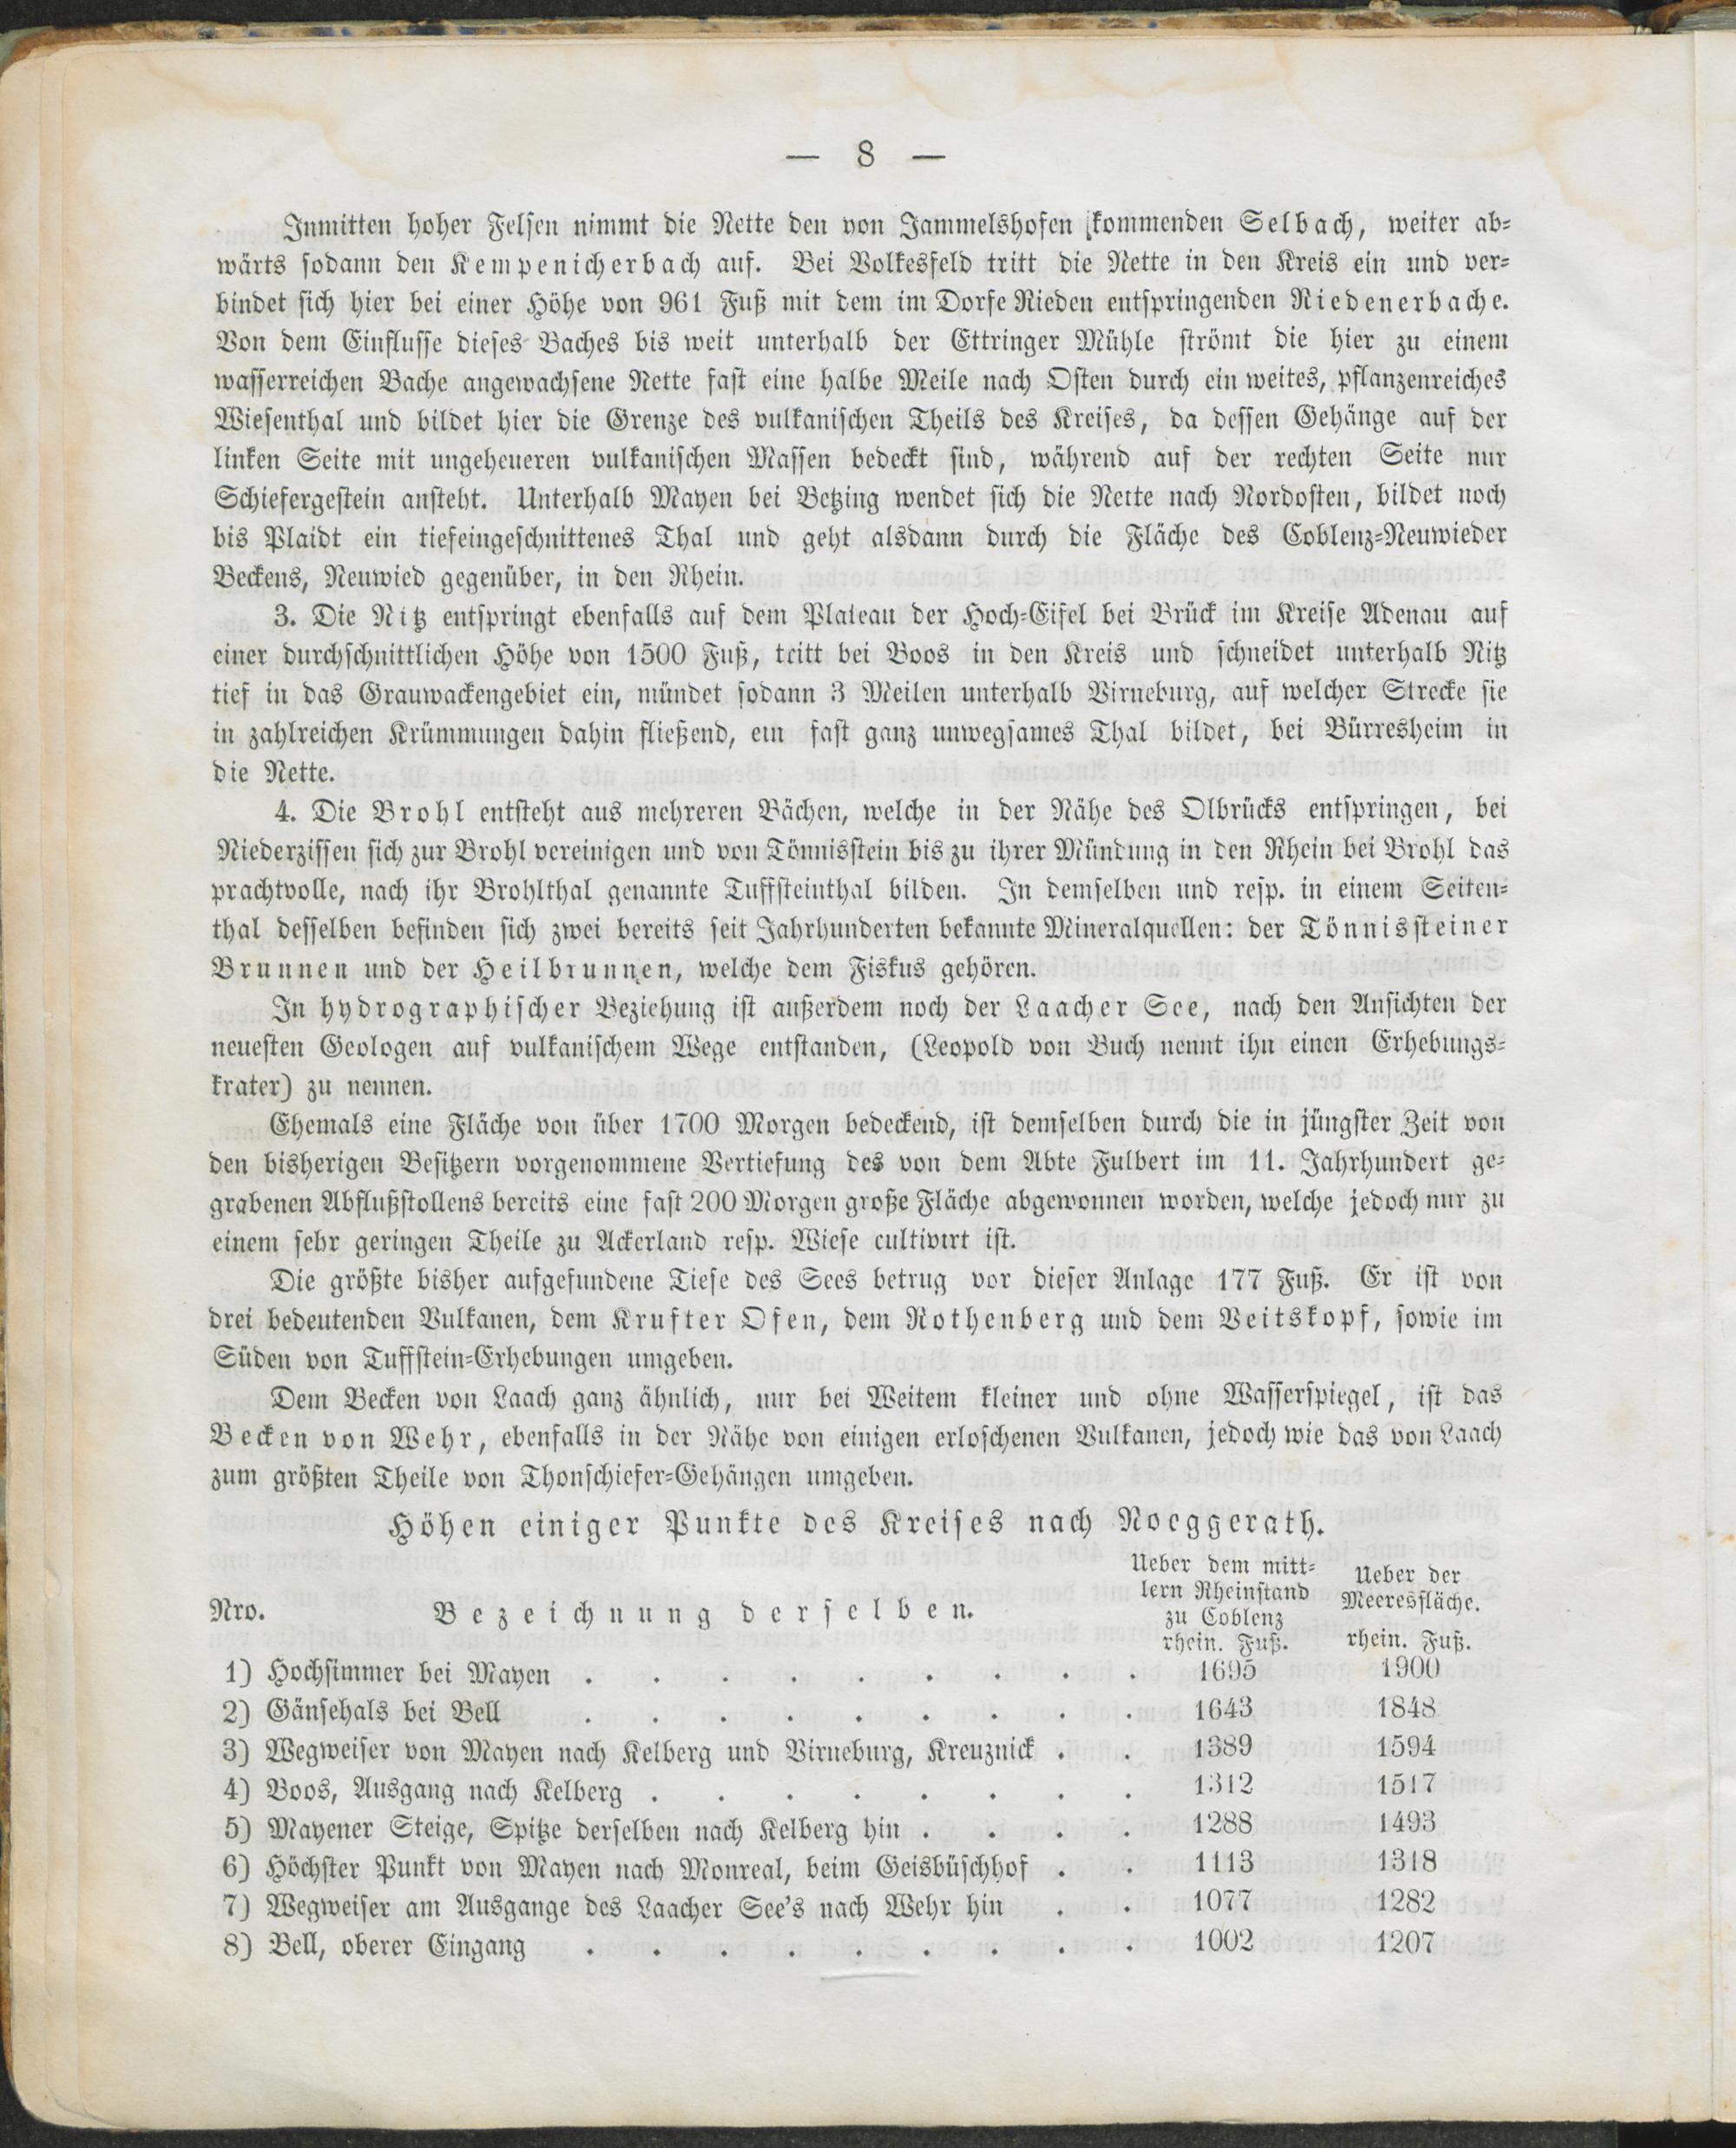 — 8 —
Inmitten hoher Felsen nimmt die Nette den von Jammelshofen kommenden Selbach, weiter ab-
wärts sodann den Kempenicherbach auf. Bei Volkesfeld tritt die Nette in den Kreis ein und ver-
bindet sich hier bei einer Höhe von 961 Fuß mit dem im Dorfe Rieden entspringenden Riedenerbache.
Von dem Einflusse dieses Baches bis weit unterhalb der Ettringer Mühle strömt die hier zu einem
wasserreichen Bache angewachsene Nette fast eine halbe Meile nach Osten durch ein weites, pflanzenreiches
Wiesenthal und bildet hier die Grenze des vulkanischen Theils des Kreises, da dessen Gehänge auf der
linken Seite mit ungeheueren vulkanischen Massen bedeckt sind, während auf der rechten Seite nur
Schiefergestein ansteht. Unterhalb Mayen bei Betzing wendet sich die Nette nach Nordosten, bildet noch
bis Plaidt ein tiefeingeschnittenes Thal und geht alsdann durch die Fläche des Coblenz-Neuwieder
Beckens, Neuwied gegenüber, in den Rhein.
3. Die Nitz entspringt ebenfalls auf dem Plateau der Hoch-Eifel bei Brück im Kreise Adenau auf
einer durchschnittlichen Höhe von 1500 Fuß, tritt bei Boos in den Kreis und schneidet unterhalb Nitz
tief in das Grauwackengebiet ein, mündet sodann 3 Meilen unterhalb Virneburg, auf welcher Strecke sie
in zahlreichen Krümmungen dahin fließend, ein fast ganz unwegsames Thal bildet, bei Bürresheim in
die Nette.
4. Die Brohl entsteht aus mehreren Bächen, welche in der Nähe des Olbrücks entspringen, bei
Niederzissen sich zur Brohl vereinigen und von Tönnisstein bis zu ihrer Mündung in den Rhein bei Brohl das
prachtvolle, nach ihr Brohlthal genannte Tuffsteinthal bilden. In demselben und resp. in einem Seiten-
thal desselben befinden sich zwei bereits seit Jahrhunderten bekannte Mineralquellen: der Tönnissteiner
Brunnen und der Heilbrunnen, welche dem Fiskus gehören.
In hydrographischer Beziehung ist außerdem noch der Laacher See, nach den Ansichten der
neuesten Geologen auf vulkanischem Wege entstanden, (Leopold von Buch nennt ihn einen Erhebungs-
krater) zu nennen.
Ehemals eine Fläche von über 1700 Morgen bedeckend, ist demselben durch die in jüngster Zeit von
den bisherigen Besitzern vorgenommene Vertiefung des von dem Abte Fulbert im 11. Jahrhundert ge-
grabenen Abflußstollens bereits eine fast 200 Morgen große Fläche abgewonnen worden, welche jedoch nur zu
einem sehr geringen Theile zu Ackerland resp. Wiese cultivirt ist.
Die größte bisher aufgefundene Tiefe des Sees betrug vor dieser Anlage 177 Fuß. Er ist von
drei bedeutenden Vulkanen, dem Krufter Ofen, dem Rothenberg und dem Veitskopf, sowie im
Süden von Tuffstein-Erhebungen umgeben.
Dem Becken von Laach ganz ähnlich, nur bei Weitem kleiner und ohne Wasserspiegel, ist das
Becken von Wehr, ebenfalls in der Nähe von einigen erloschenen Vulkanen, jedoch wie das von Laach
zum größten Theile von Thonschiefer-Gehängen umgeben.
Höhen einiger Punkte des Kreises nach Noeggerath.
Nro. Bezeichnung derselben.
Ueber dem mitt-
lern Rheinstand
zu Coblenz
rhein. Fuß.
Ueber der
Meeresfläche.
rhein. Fuß.
1) Hochsimmer bei Mayen . . . . . . . . . 1695 1900
2) Gänsehals bei Bell . . . . . . . . . 1643 1848
3) Wegweiser von Mayen nach Kelberg und Virneburg, Kreuznick . . 1389 1594
4) Boos, Ausgang nach Kelberg . . . . . . . . 1312 1517
5) Mayener Steige, Spitze derselben nach Kelberg hin . . . . 1288 1493
6) Höchster Punkt von Mayen nach Monreal, beim Geisbüschhof . . 1113 1318
7) Wegweiser am Ausgange des Laacher See's nach Wehr hin . . 1077 1282
8) Bell, oberer Eingang . . . . . . . . . 1002 1207